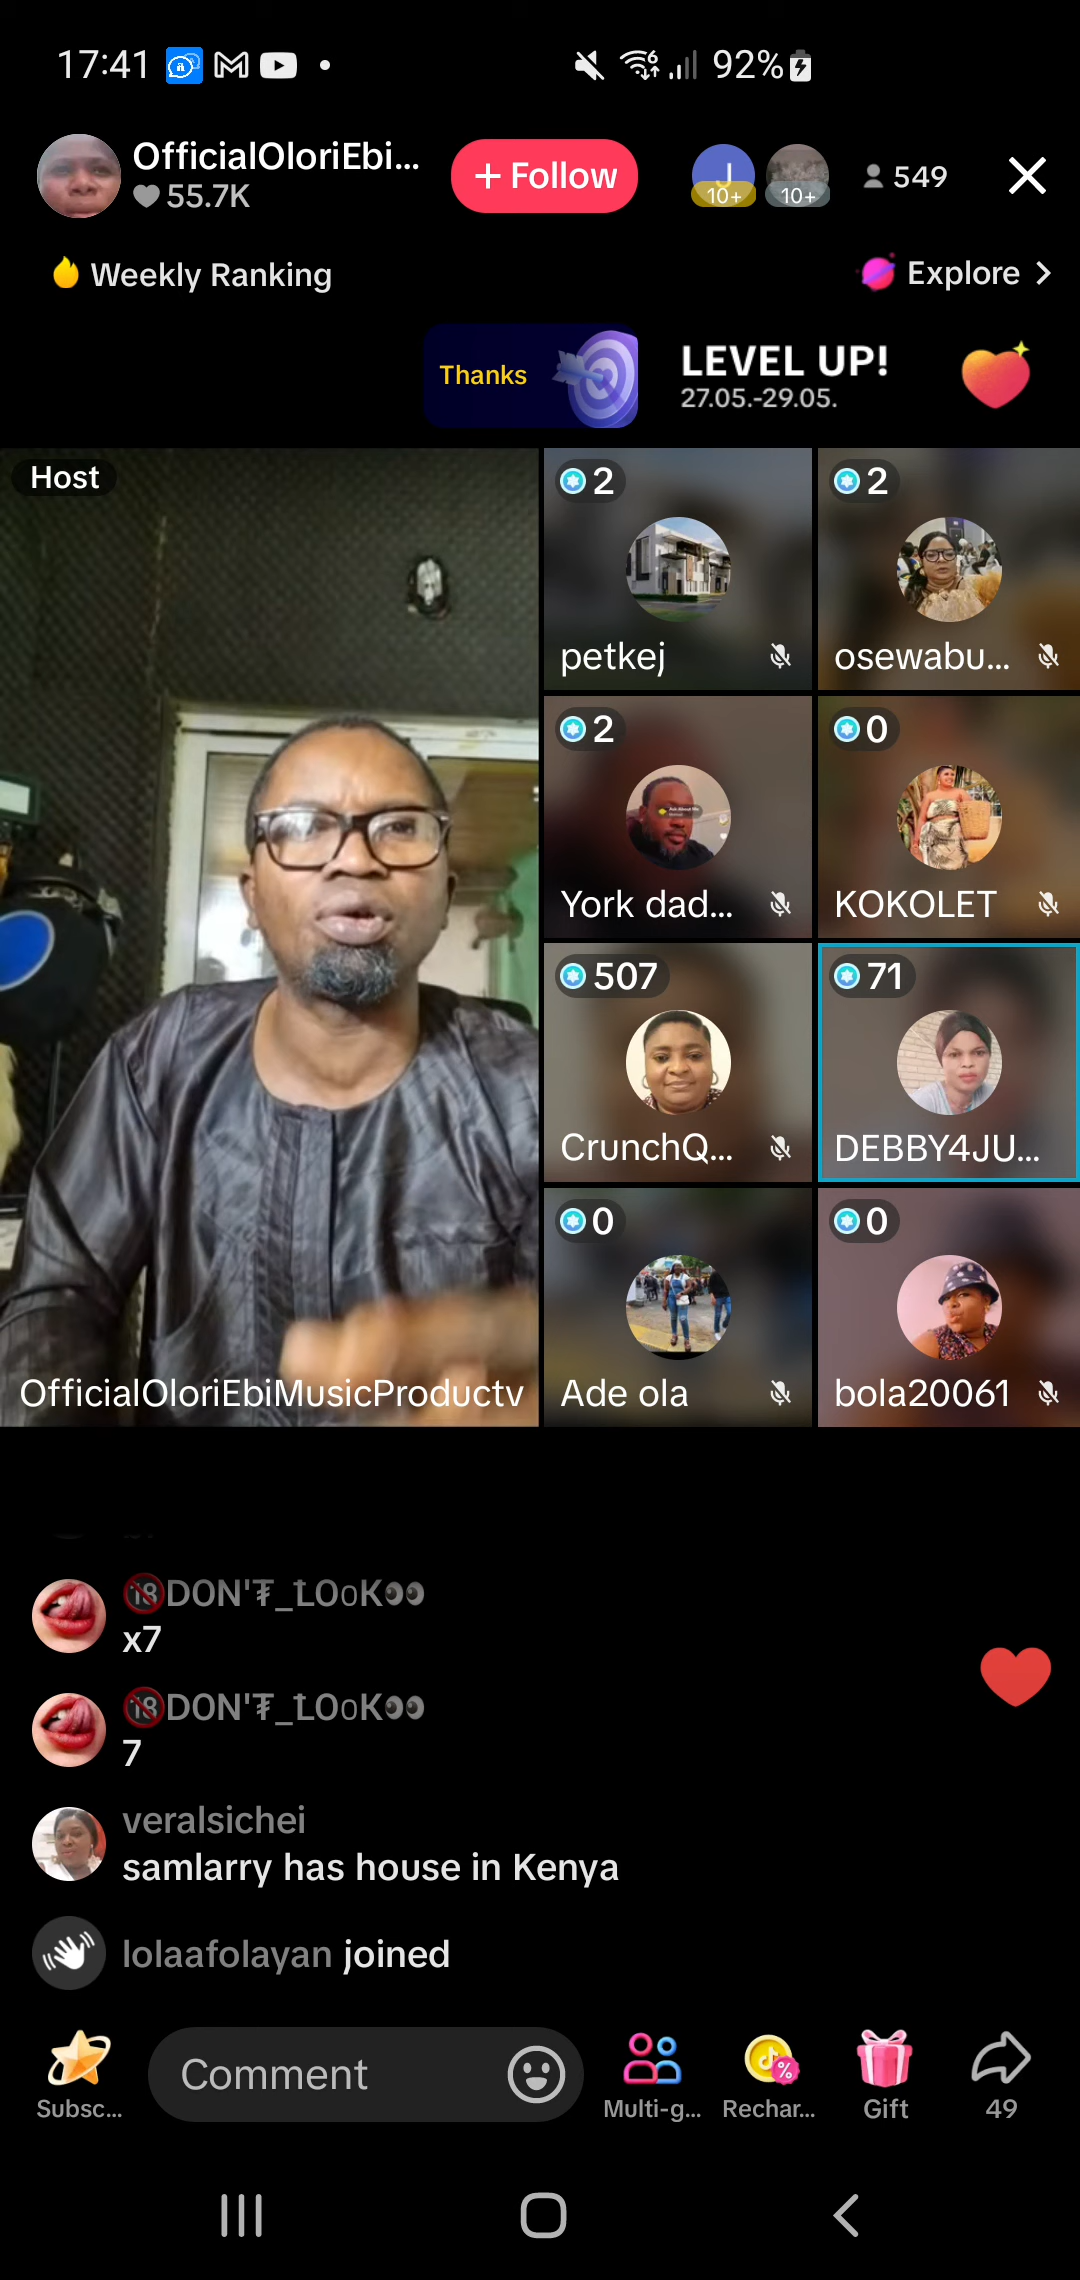 17:41
92%
OfficialOloriEbi...
55.7K
+ Follow
J
10+
10+
549
Weekly Ranking
Explore
Thanks
LEVEL UP!
27.05.-29.05.
Host
2
petkej
2
osewabu...
2
York dad...
0
KOKOLET
507
CrunchQ...
71
DEBBY4JU...
0
Ade ola
0
bola20061
OfficialOloriEbiMusicProductv
🔞DON'₮_ŁOoK👀
x7
🔞DON'₮_ŁOoK👀
7
veralsichei
samlarry has house in Kenya
lolaafolayan joined
Subsc...
Comment
Multi-g...
Rechar...
Gift
49